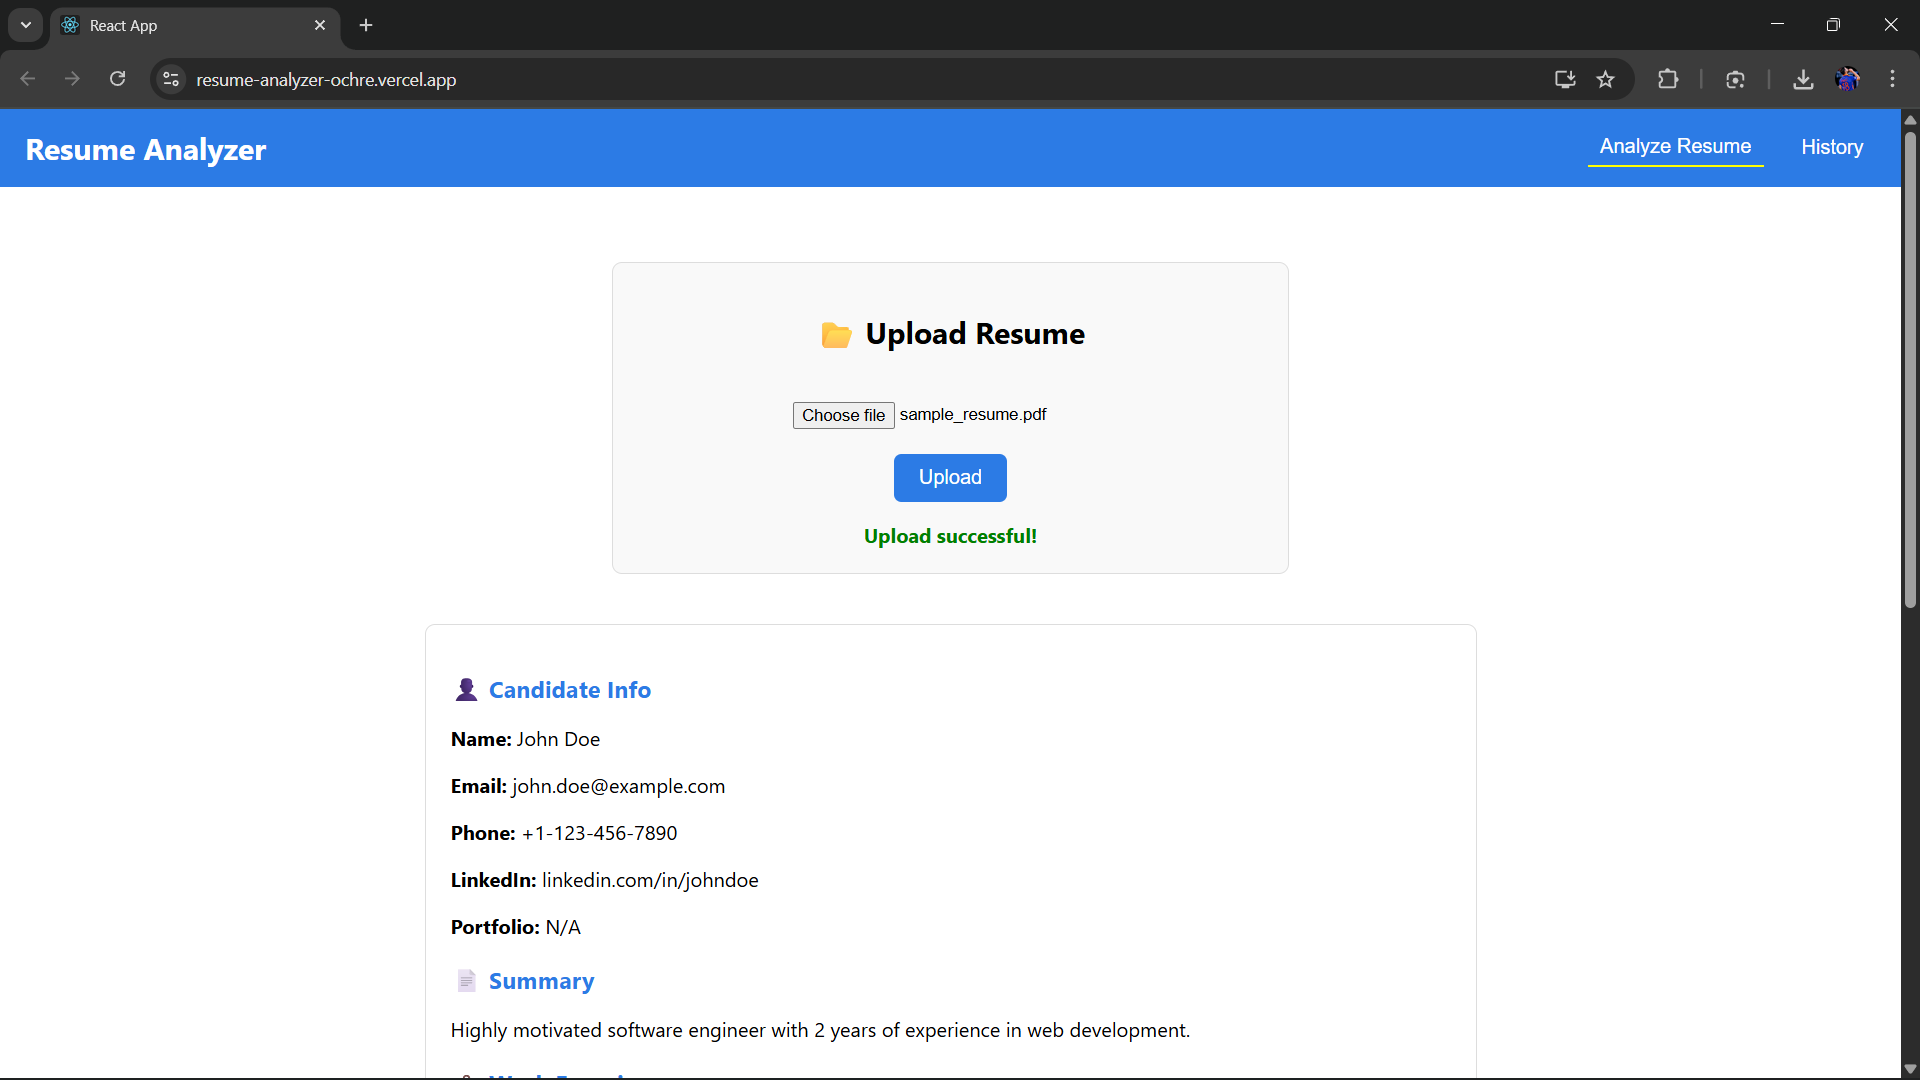 React App
resume-analyzer-ochre.vercel.app
Resume Analyzer
Analyze Resume
History
Upload Resume
Choose file sample_resume.pdf
Upload
Upload successful!
Candidate Info
Name: John Doe
Email: john.doe@example.com
Phone: +1-123-456-7890
LinkedIn: linkedin.com/in/johndoe
Portfolio: N/A
Summary
Highly motivated software engineer with 2 years of experience in web development.